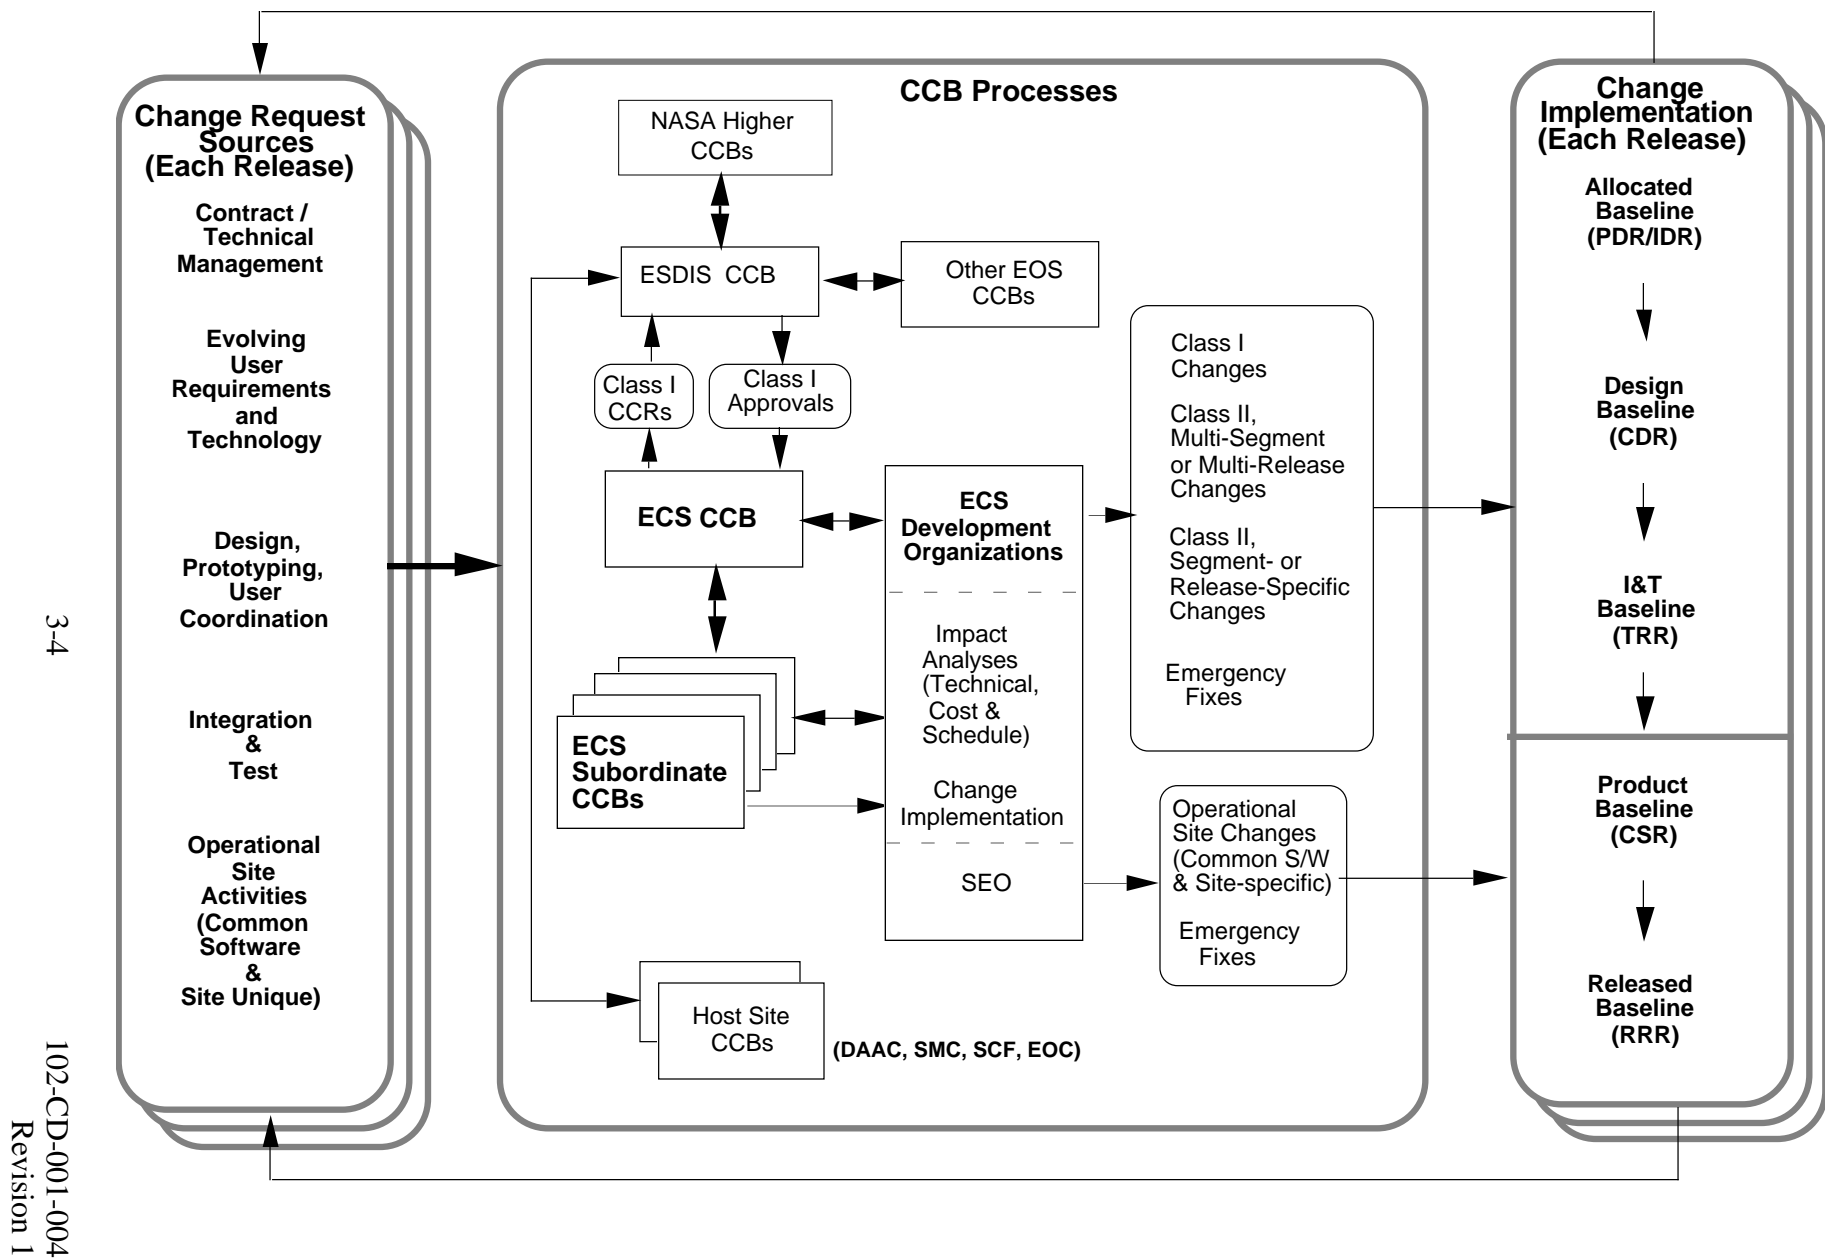 Change Request
Sources
(Each Release)
Contract /
Technical
Management
Evolving
User
Requirements
and
Technology
Design,
Prototyping,
User
Coordination
Integration
&
Test
Operational
Site
Activities
(Common
Software
&
Site Unique)
CCB Processes
NASA Higher
CCBs
ESDIS CCB
Other EOS
CCBs
Class I
CCRs
Class I
Approvals
ECS CCB
ECS
Development
Organizations
Impact
Analyses
(Technical,
Cost &
Schedule)
Change
Implementation
SEO
ECS
Subordinate
CCBs
Host Site
CCBs
(DAAC, SMC, SCF, EOC)
Class I
Changes
Class II,
Multi-Segment
or Multi-Release
Changes
Class II,
Segment- or
Release-Specific
Changes
Emergency
Fixes
Operational
Site Changes
(Common S/W
& Site-specific)
Emergency
Fixes
Change
Implementation
(Each Release)
Allocated
Baseline
(PDR/IDR)
Design
Baseline
(CDR)
I&T
Baseline
(TRR)
Product
Baseline
(CSR)
Released
Baseline
(RRR)
3-4
102-CD-001-004
Revision 1